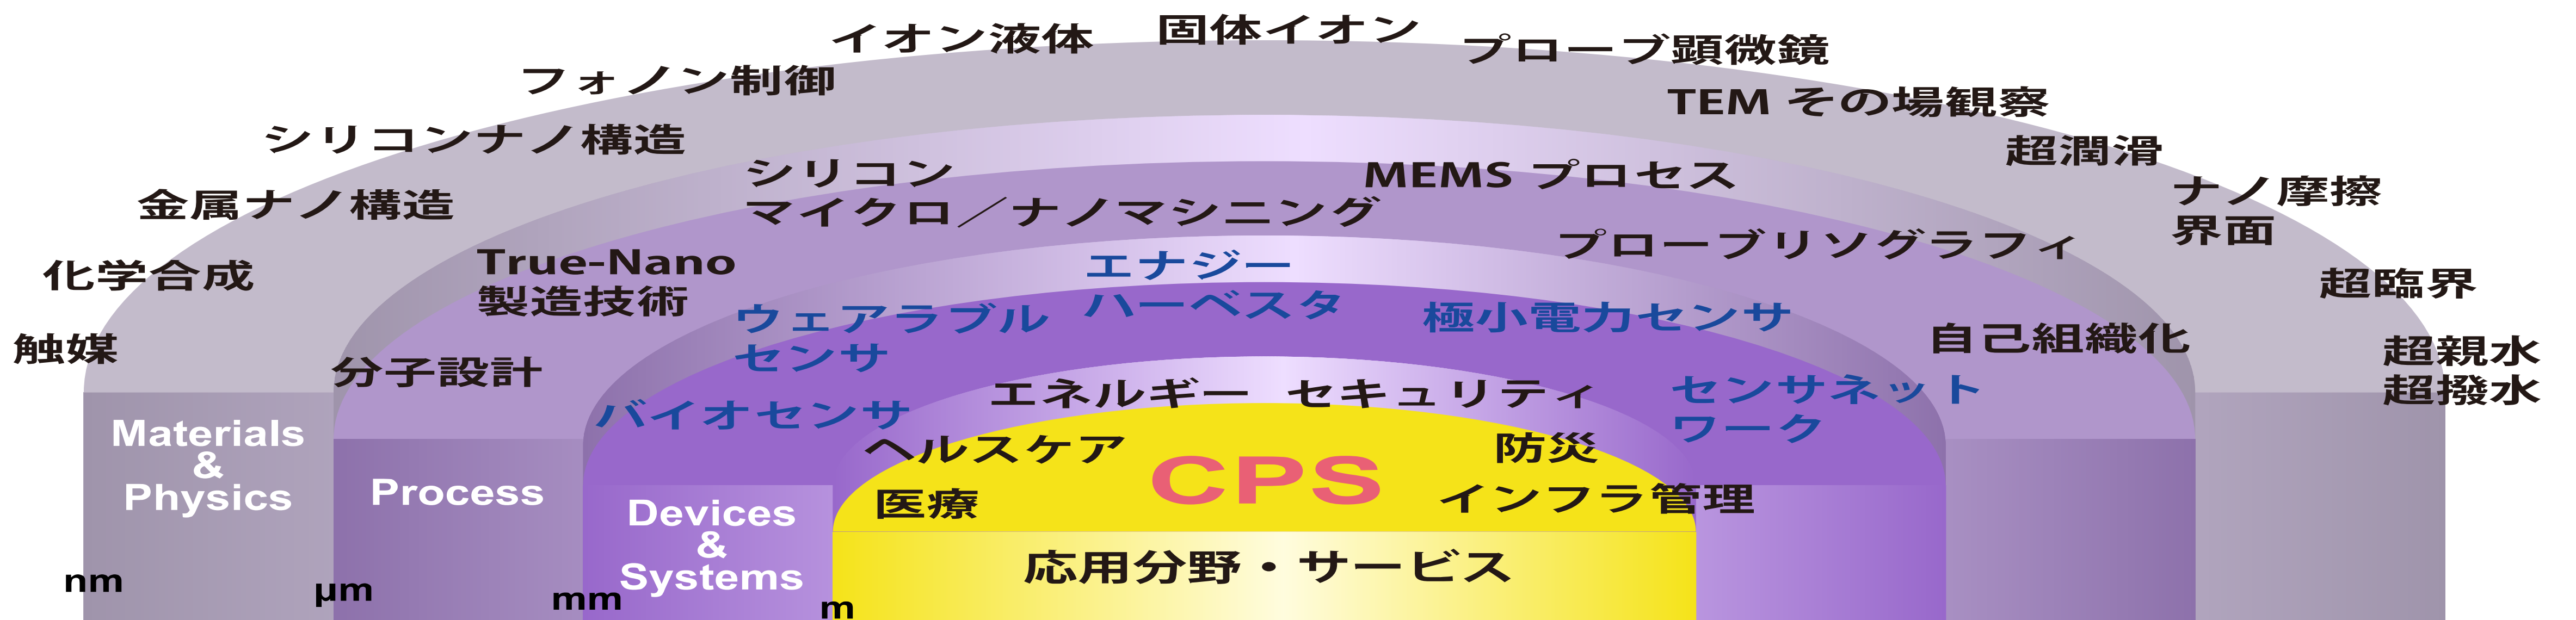 触媒
化学合成
金属ナノ構造
シリコンナノ構造
フォノン制御
イオン液体
固体イオン
プローブ顕微鏡
TEM その場観察
超潤滑
ナノ摩擦
界面
超臨界
超親水
超撥水
分子設計
True-Nano
製造技術
シリコン
マイクロ／ナノマシニング
MEMS プロセス
プローブリソグラフィ
自己組織化
バイオセンサ
ウェアラブル
センサ
エナジー
ハーベスタ
極小電力センサ
センサネット
ワーク
医療
ヘルスケア
エネルギー
セキュリティ
防災
インフラ管理
CPS
応用分野・サービス
Materials
&
Physics
Process
Devices
&
Systems
nm
μm
mm
m